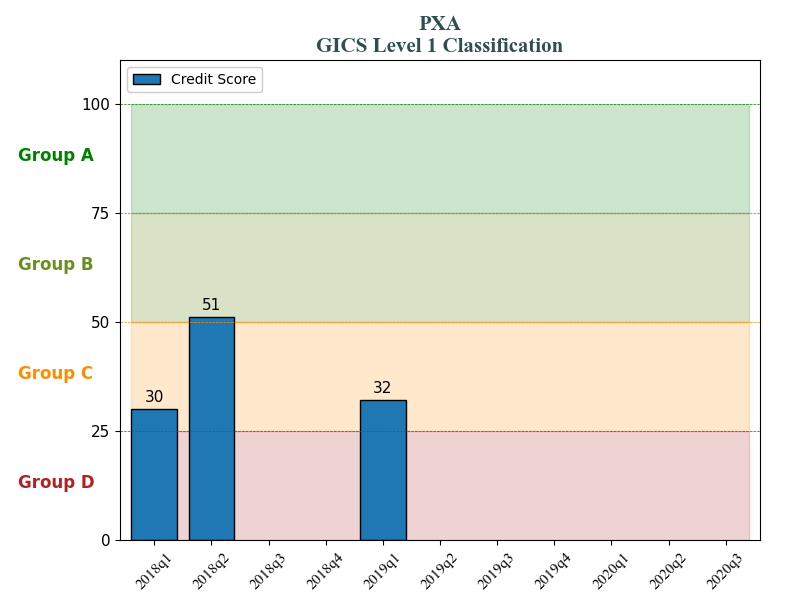 PXA
GICS Level 1 Classification
Credit Score
100
Group A
75
Group B
51
50
Group C
32
30
25
Group D
0
2018q1 2018q2 2018q3 2018q4 2019q1 2019q2 2019q3 2019q4 2020q1 2020q2 2020q3